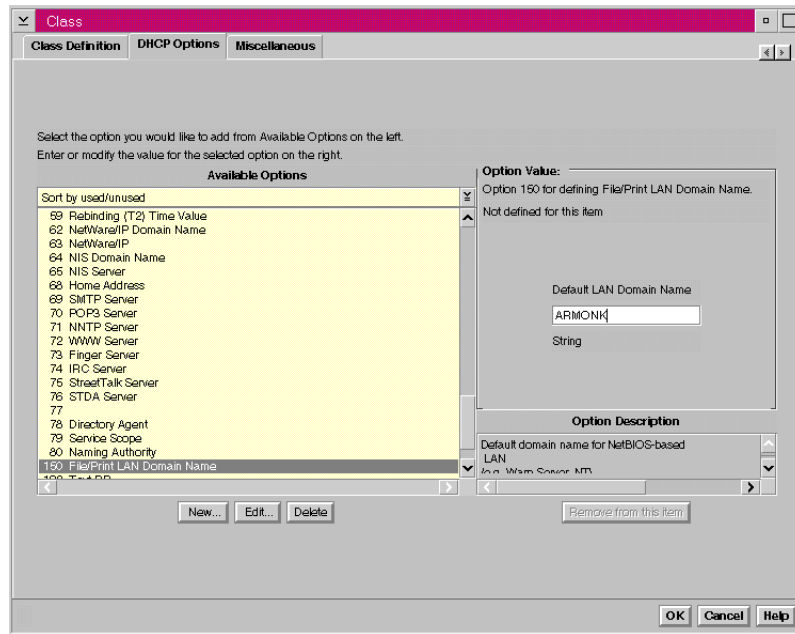 Class
Class Definition
DHCP Options
Miscellaneous
Select the option you would like to add from Available Options on the left.
Enter or modify the value for the selected option on the right.
Available Options
Sort by used/unused
59 Rebinding (T2) Time Value
62 NetWare/IP Domain Name
63 NetWare/IP
64 NIS Domain Name
65 NIS Server
68 Home Address
69 SMTP Server
70 POP3 Server
71 NNTP Server
72 WWW Server
73 Finger Server
74 IRC Server
75 StreetTalk Server
76 STDA Server
77
78 Directory Agent
79 Service Scope
80 Naming Authority
150 File/Print LAN Domain Name
New... Edit... Delete
Option Value:
Option 150 for defining File/Print LAN Domain Name.
Not defined for this item
Default LAN Domain Name
ARMONK
String
Option Description
Default domain name for NetBIOS-based
LAN
(e.g. Warp Server, NT)
Remove from this item
OK Cancel Help